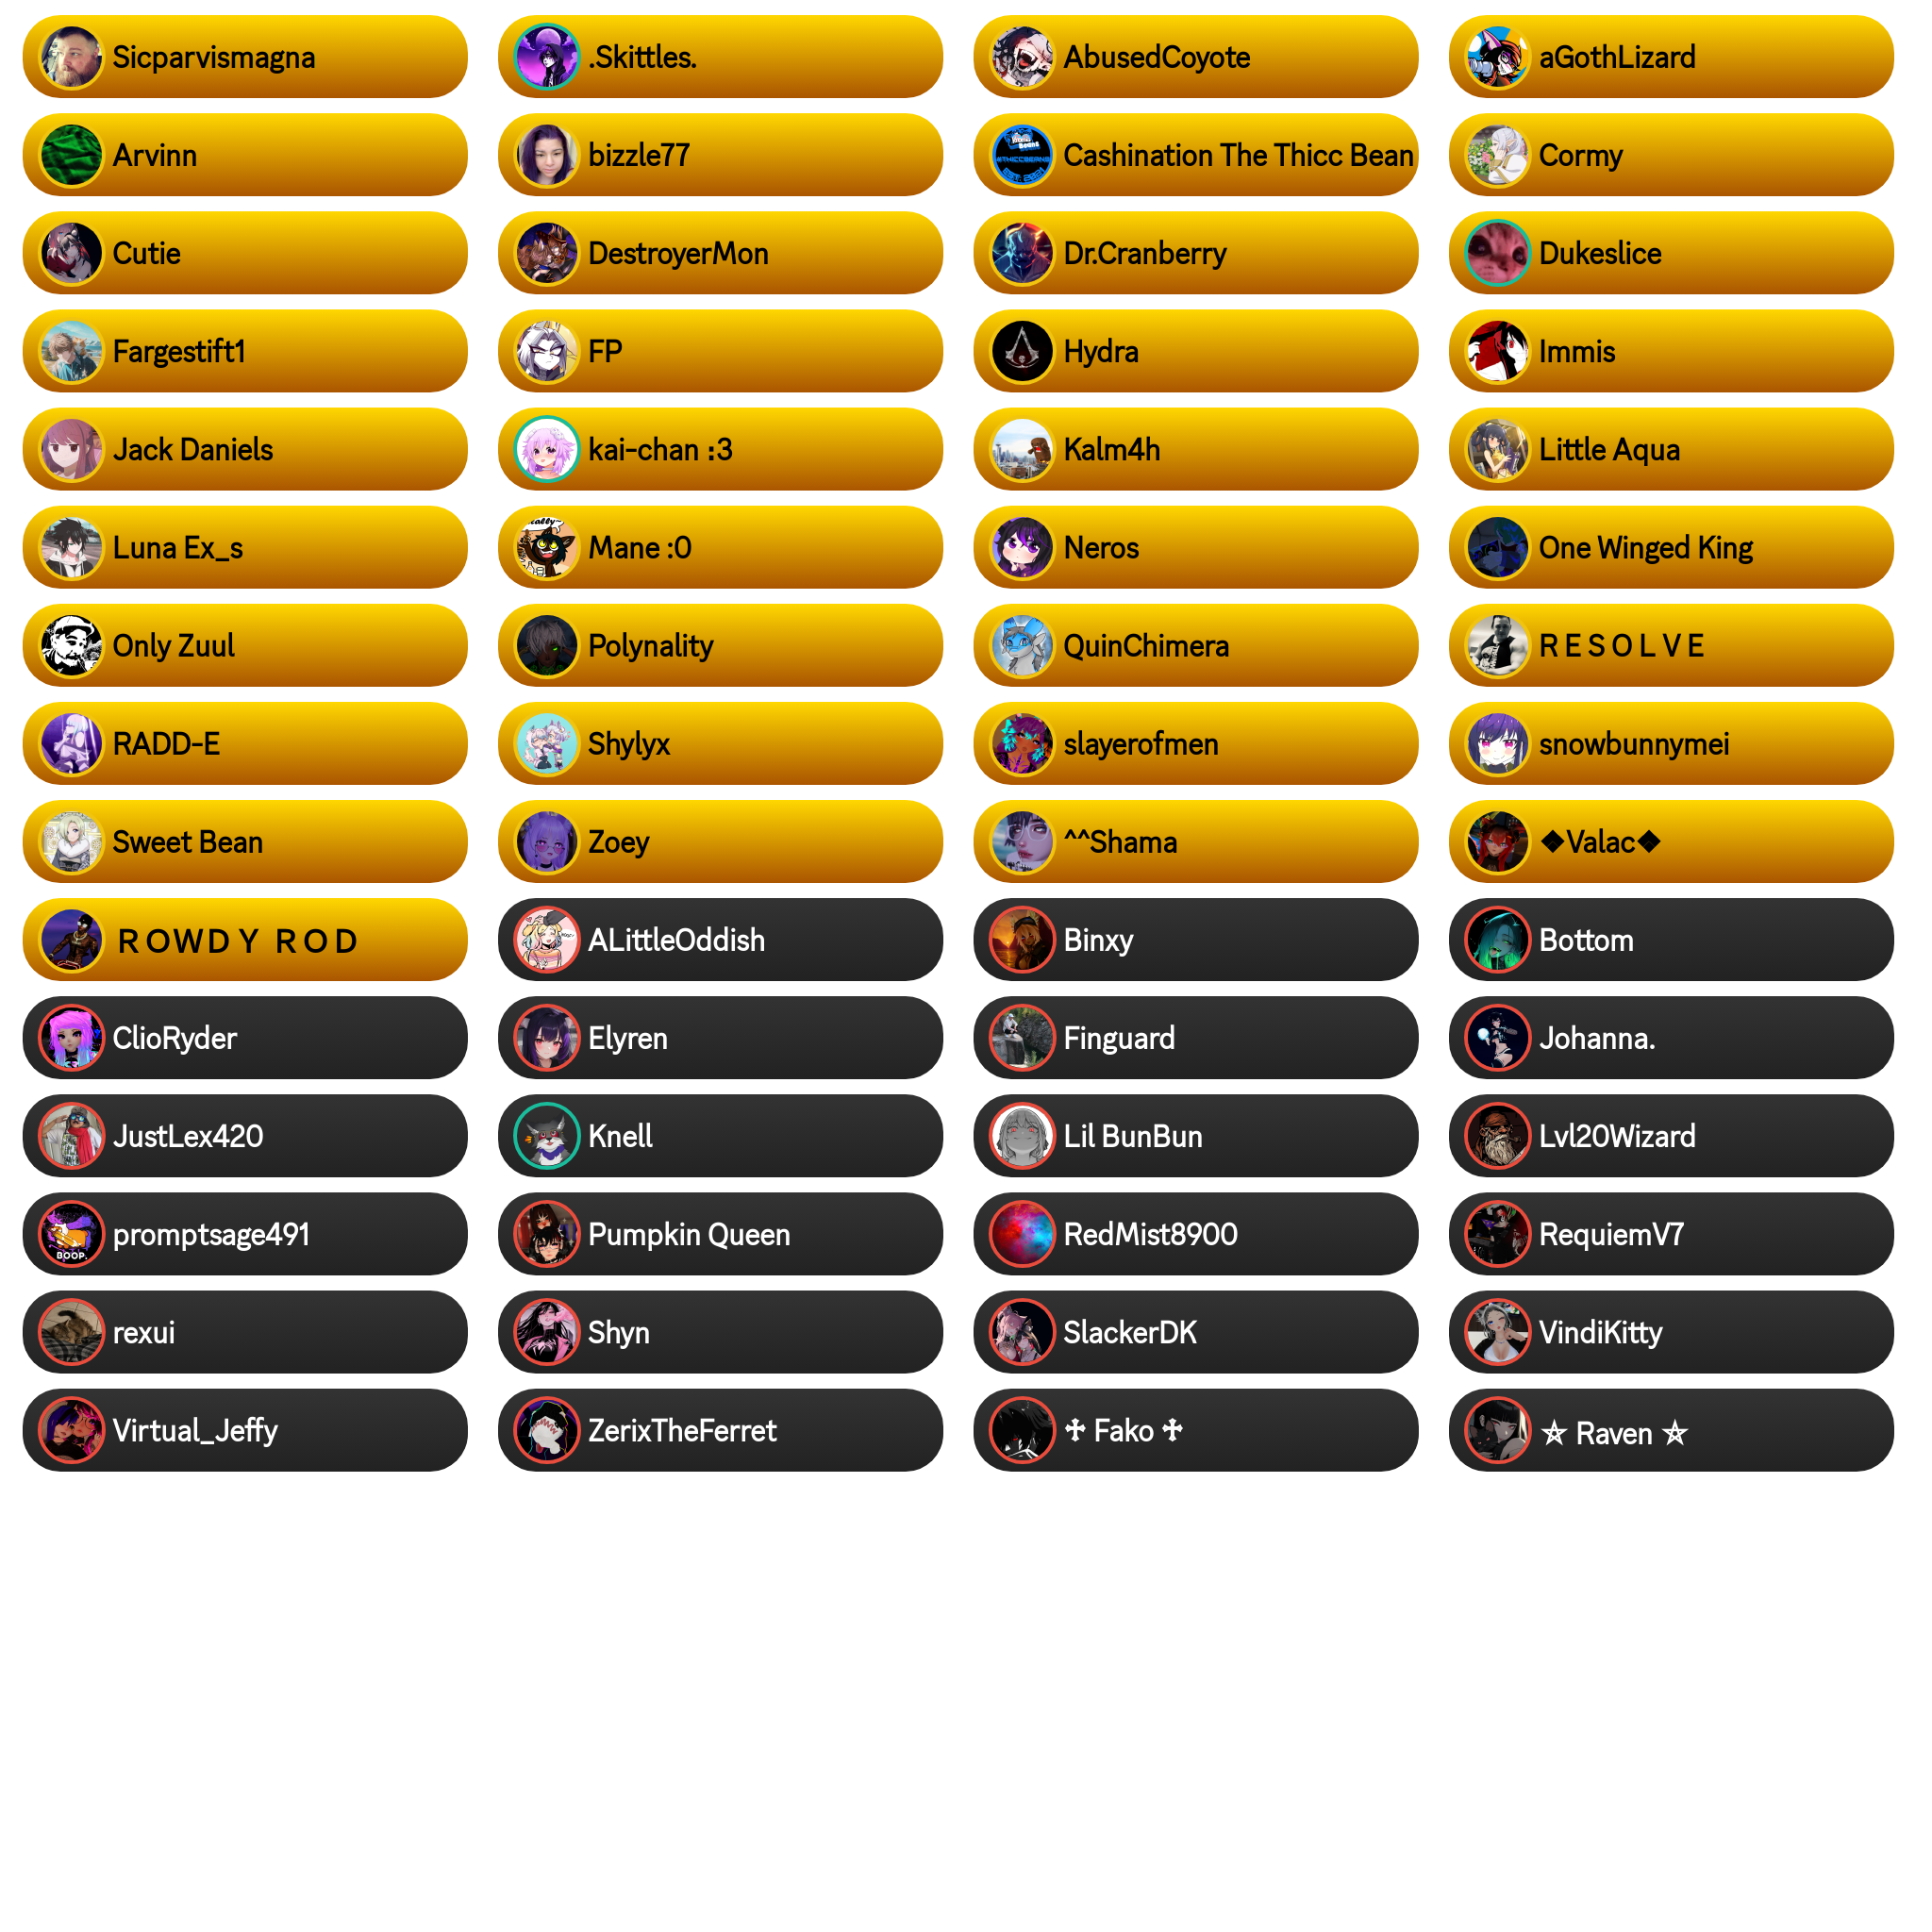 Sicparvismagna
.Skittles.
AbusedCoyote
aGothLizard
Arvinn
bizzle77
Cashination The Thicc Bean
Cormy
Cutie
DestroyerMon
Dr.Cranberry
Dukeslice
Fargestift1
FP
Hydra
Immis
Jack Daniels
kai-chan :3
Kalm4h
Little Aqua
Luna Ex_s
Mane :0
Neros
One Winged King
Only Zuul
Polynality
QuinChimera
R E S O L V E
RADD-E
Shylyx
slayerofmen
snowbunnymei
Sweet Bean
Zoey
^^Shama
❖Valac❖
R O W D Y R O D
ALittleOddish
Binxy
Bottom
ClioRyder
Elyren
Finguard
Johanna.
JustLex420
Knell
Lil BunBun
Lvl20Wizard
BOOP.
promptsage491
Pumpkin Queen
RedMist8900
RequiemV7
rexui
Shyn
SlackerDK
VindiKitty
Virtual_Jeffy
ZerixTheFerret
♱ Fako ♱
⛤ Raven ⛤